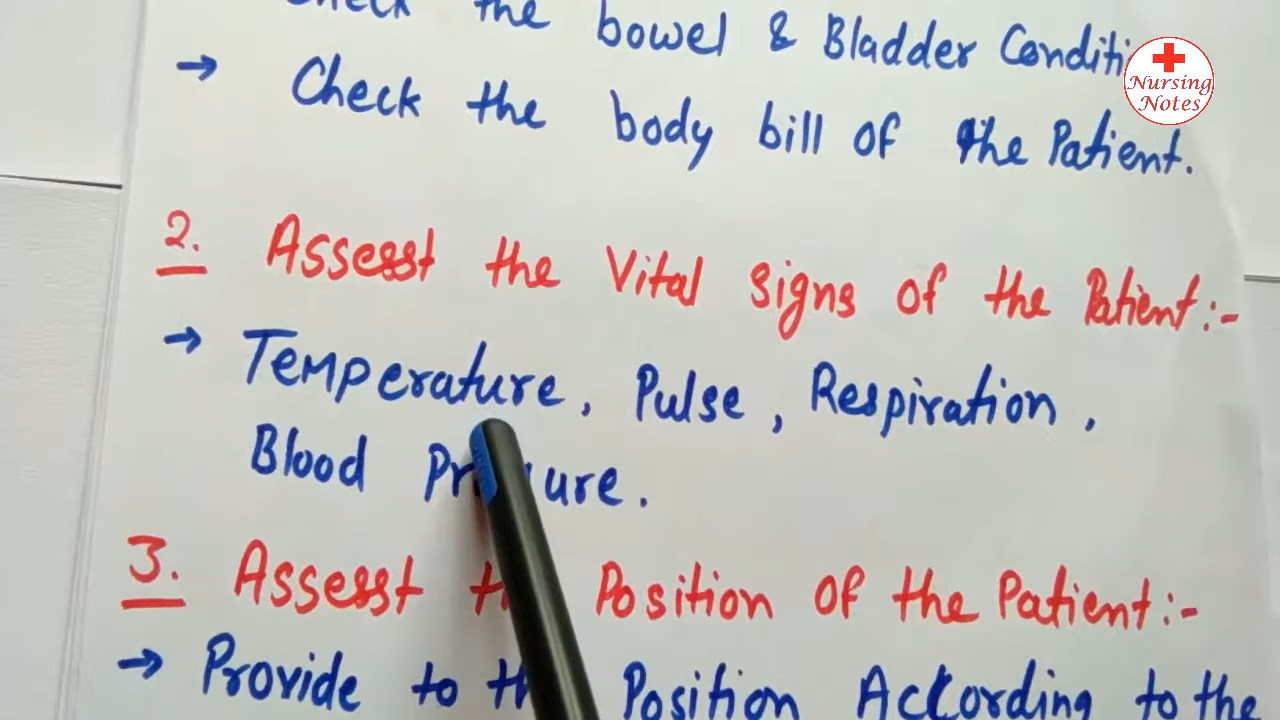 the bowel & Bladder
→ Check the body bill of the Patient.
Nursing
Notes
2. Assesst the Vital Signs of the Patient:-
→ Temperature, Pulse, Respiration,
Blood
3. Assesst Position of the Patient:-
→ Provide to Position According to the